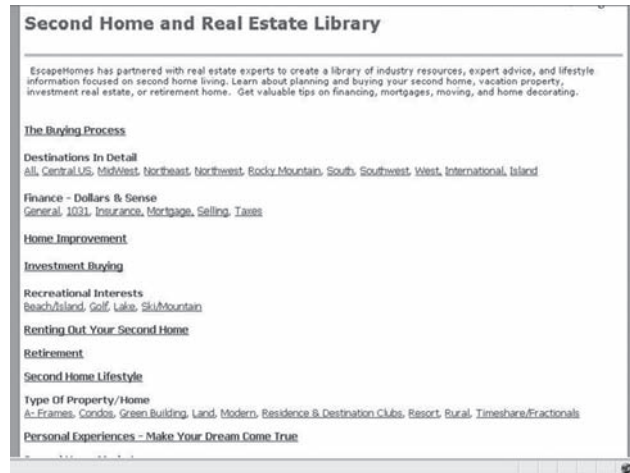 Second Home and Real Estate Library
EscapeHomes has partnered with real estate experts to create a library of industry resources, expert advice, and lifestyle
information focused on second home living. Learn about planning and buying your second home, vacation property,
investment real estate, or retirement home. Get valuable tips on financing, mortgages, moving, and home decorating.
The Buying Process
Destinations In Detail
All, Central US, MidWest, Northeast, Northwest, Rocky Mountain, South, Southwest, West, International, Island
Finance - Dollars & Sense
General, 1031, Insurance, Mortgage, Selling, Taxes
Home Improvement
Investment Buying
Recreational Interests
Beach/Island, Golf, Lake, Ski/Mountain
Renting Out Your Second Home
Retirement
Second Home Lifestyle
Type Of Property/Home
A- Frames, Condos, Green Building, Land, Modern, Residence & Destination Clubs, Resort, Rural, Timeshare/Fractionals
Personal Experiences - Make Your Dream Come True